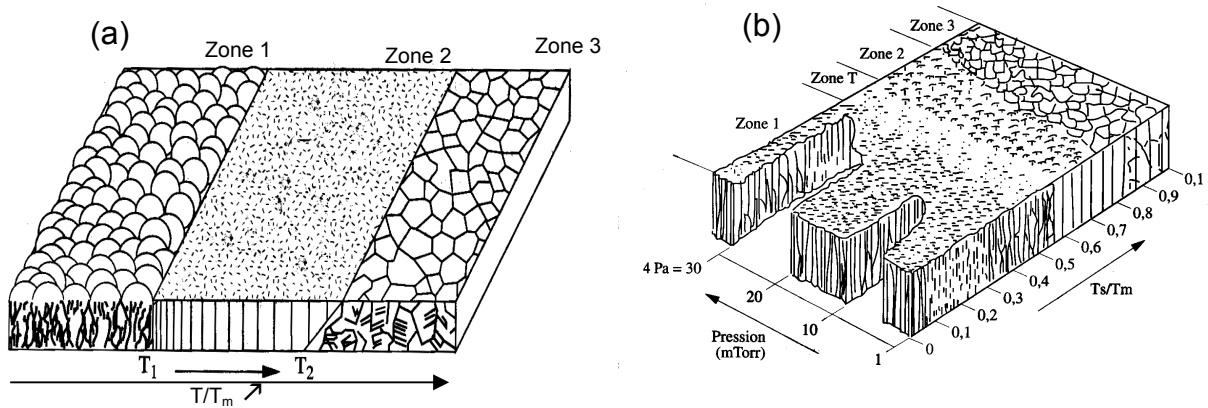 (a)
Zone 1
Zone 2
Zone 3
T₁
T₂
T/Tₘ
(b)
Zone 3
Zone 2
Zone T
Zone 1
4 Pa = 30
20
10
1
Pression
(mTorr)
0
0,1
0,2
0,3
0,4
0,5
0,6
0,7
0,8
0,9
0,1
Ts/Tm